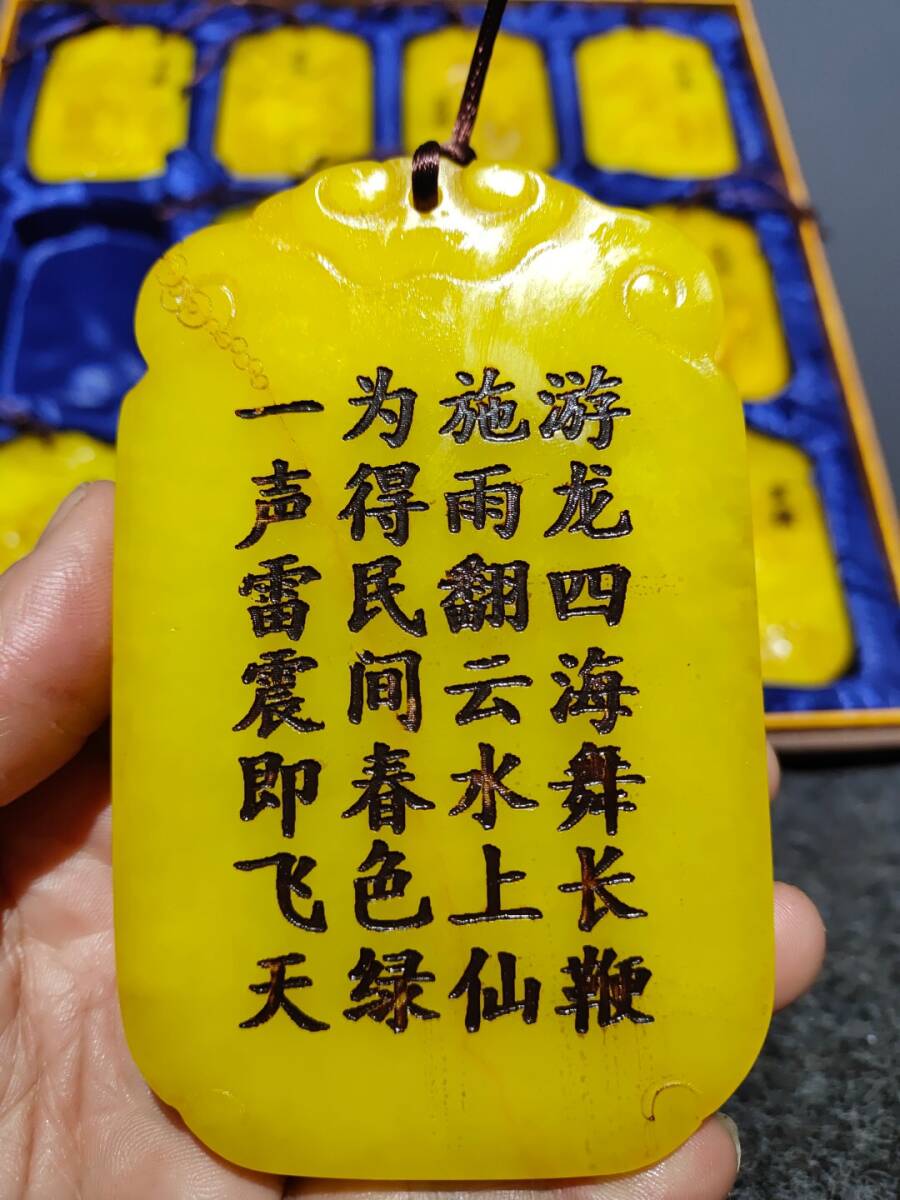 游龙四海舞长鞭
施雨翻云水上仙
为得民间春色绿
一声雷震即飞天